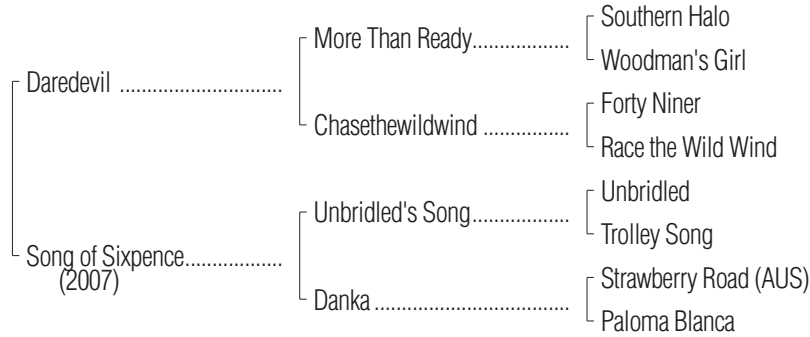 Southern Halo
More Than Ready..................
Woodman's Girl
Daredevil ..............................
Forty Niner
Chasethewildwind ................
Race the Wild Wind
Unbridled
Unbridled's Song..................
Trolley Song
Song of Sixpence..................
(2007)
Strawberry Road (AUS)
Danka ....................................
Paloma Blanca